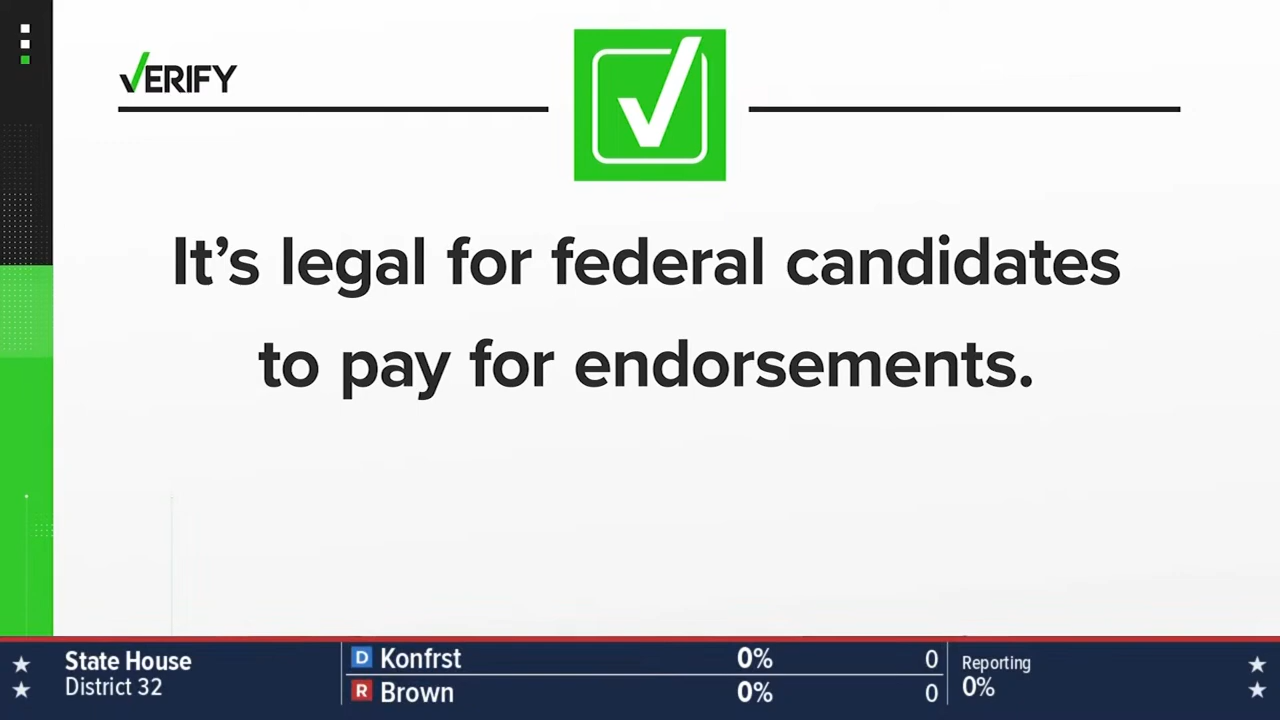 VERIFY
It's legal for federal candidates
to pay for endorsements.
State House
District 32
D Konfrst 0% 0
R Brown 0% 0
Reporting
0%